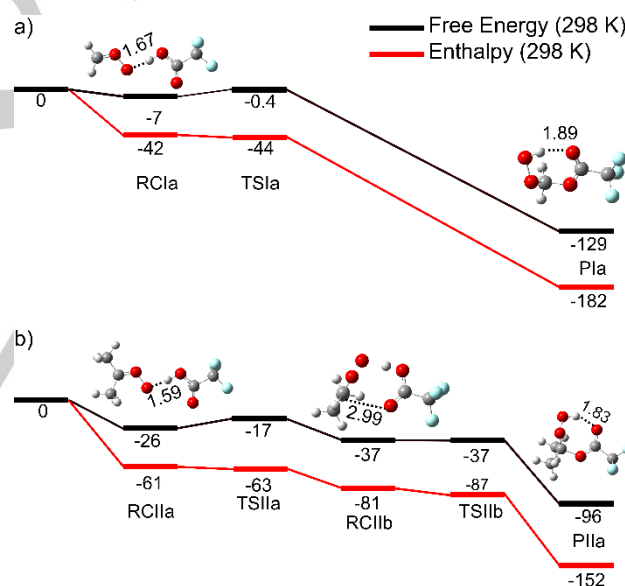 a)
Free Energy (298 K)
Enthalpy (298 K)
1.67
0
-7
-0.4
-42
-44
RCIa
TSIa
1.89
-129
PIa
-182
b)
1.59
2.99
1.83
0
-26
-17
-37
-37
-61
-63
-81
-87
-96
RCIIa
TSIIa
RCIIb
TSIIb
PIIa
-152